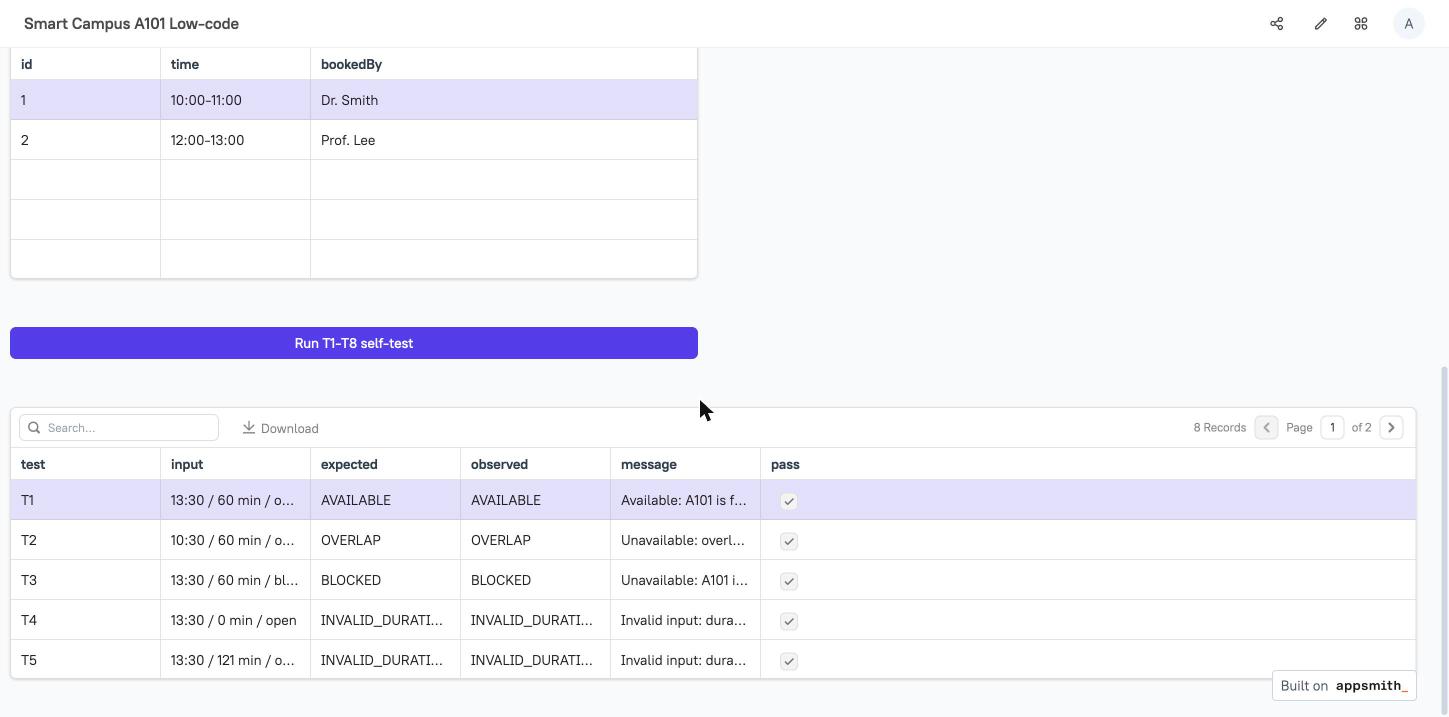 Smart Campus A101 Low-code
A
id time bookedBy
1 10:00-11:00 Dr. Smith
2 12:00-13:00 Prof. Lee
Run T1-T8 self-test
Search... Download 8 Records Page 1 of 2
test input expected observed message pass
T1 13:30 / 60 min / o... AVAILABLE AVAILABLE Available: A101 is f...
T2 10:30 / 60 min / o... OVERLAP OVERLAP Unavailable: overl...
T3 13:30 / 60 min / bl... BLOCKED BLOCKED Unavailable: A101 i...
T4 13:30 / 0 min / open INVALID_DURATI... INVALID_DURATI... Invalid input: dura...
T5 13:30 / 121 min / o... INVALID_DURATI... INVALID_DURATI... Invalid input: dura...
Built on appsmith_